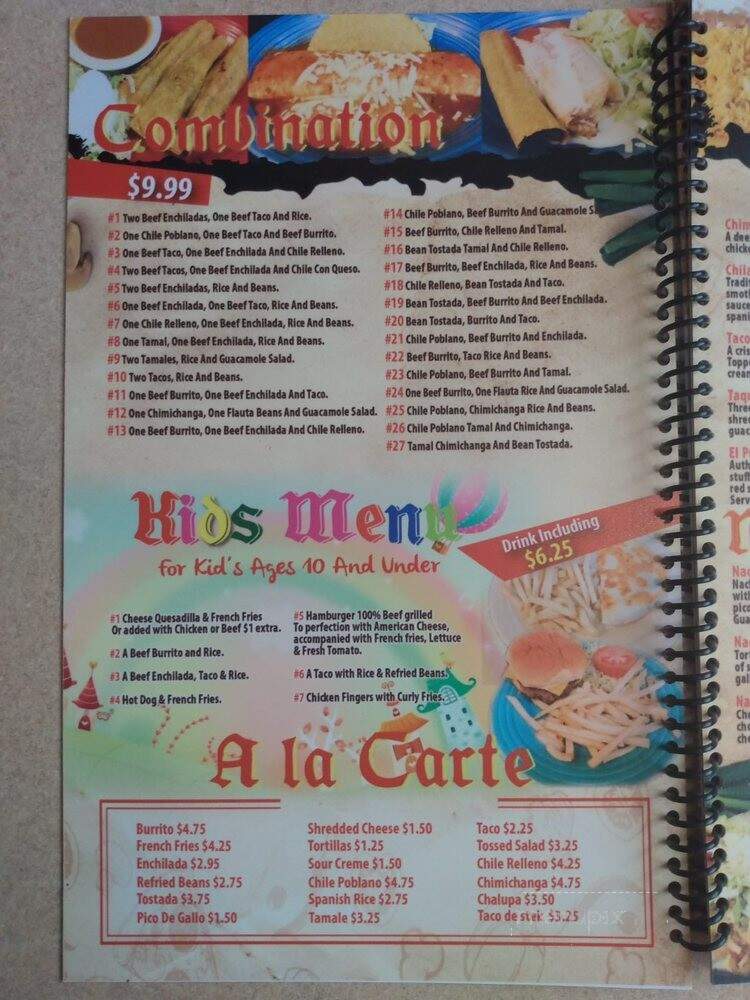 Combination
$9.99
#1 Two Beef Enchiladas, One Beef Taco And Rice.
#2 One Chile Poblano, One Beef Taco And Beef Burrito.
#3 One Beef Taco, One Beef Enchilada And Chile Relleno.
#4 Two Beef Tacos, One Beef Enchilada And Chile Con Queso.
#5 Two Beef Enchiladas, Rice And Beans.
#6 One Beef Enchilada, One Beef Taco, Rice And Beans.
#7 One Chile Relleno, One Beef Enchilada, Rice And Beans.
#8 One Tamal, One Beef Enchilada, Rice And Beans.
#9 Two Tamales, Rice And Guacamole Salad.
#10 Two Tacos, Rice And Beans.
#11 One Beef Burrito, One Beef Enchilada And Taco.
#12 One Chimichanga, One Flauta Beans And Guacamole Salad.
#13 One Beef Burrito, One Beef Enchilada And Chile Relleno.
#14 Chile Poblano, Beef Burrito And Guacamole
#15 Beef Burrito, Chile Relleno And Tamal.
#16 Bean Tostada Tamal And Chile Relleno.
#17 Beef Burrito, Beef Enchilada, Rice And Beans.
#18 Chile Relleno, Bean Tostada And Taco.
#19 Bean Tostada, Beef Burrito And Beef Enchilada.
#20 Bean Tostada, Burrito And Taco.
#21 Chile Poblano, Beef Burrito And Enchilada.
#22 Beef Burrito, Taco Rice And Beans.
#23 Chile Poblano, Beef Burrito And Tamal.
#24 One Beef Burrito, One Flauta Rice And Guacamole Salad.
#25 Chile Poblano, Chimichanga Rice And Beans.
#26 Chile Poblano Tamal And Chimichanga.
#27 Tamal Chimichanga And Bean Tostada.
Kids Menu
for Kid's Ages 10 And Under
Drink Including
$6.25
#1 Cheese Quesadilla & French Fries
Or added with Chicken or Beef $1 extra.
#2 A Beef Burrito and Rice.
#3 A Beef Enchilada, Taco & Rice.
#4 Hot Dog & French Fries.
#5 Hamburger 100% Beef grilled
To perfection with American Cheese,
accompanied with French fries, Lettuce
& Fresh Tomato.
#6 A Taco with Rice & Refried Beans.
#7 Chicken Fingers with Curly Fries.
A la Carte
Burrito $4.75
French Fries $4.25
Enchilada $2.95
Refried Beans $2.75
Tostada $3,75
Pico De Gallo $1.50
Shredded Cheese $1.50
Tortillas $1.25
Sour Creme $1.50
Chile Poblano $4.75
Spanish Rice $2.75
Tamale $3.25
Taco $2.25
Tossed Salad $3.25
Chile Relleno $4.25
Chimichanga $4.75
Chalupa $3.50
Taco de steik $3.25